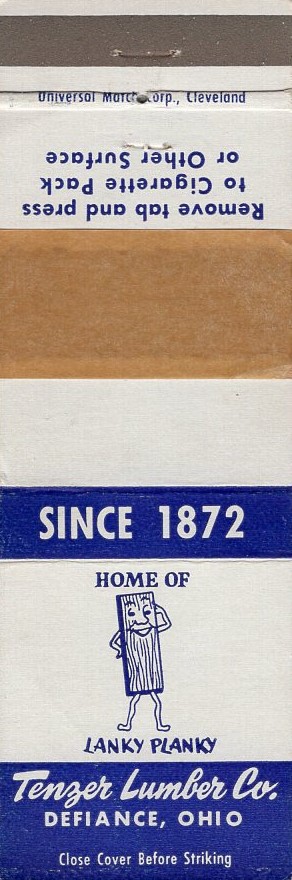 Universal Match Corp., Cleveland
Remove tab and press
to Cigarette Pack
or Other Surface
SINCE 1872
HOME OF
LANKY PLANKY
Tenzer Lumber Co.
DEFIANCE, OHIO
Close Cover Before Striking